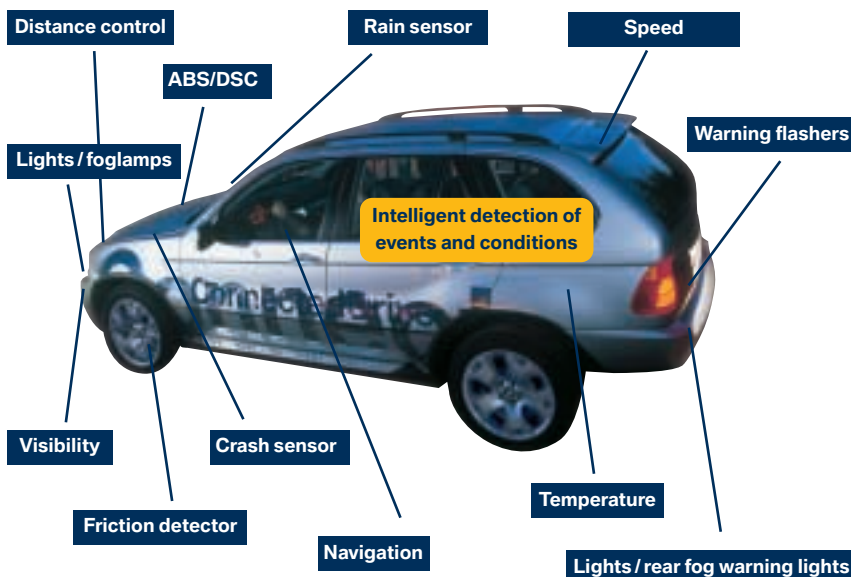 Distance control
Rain sensor
Speed
ABS/DSC
Warning flashers
Lights / foglamps
Intelligent detection of
events and conditions
ConnectedDrive
Visibility
Crash sensor
Temperature
Friction detector
Navigation
Lights / rear fog warning lights